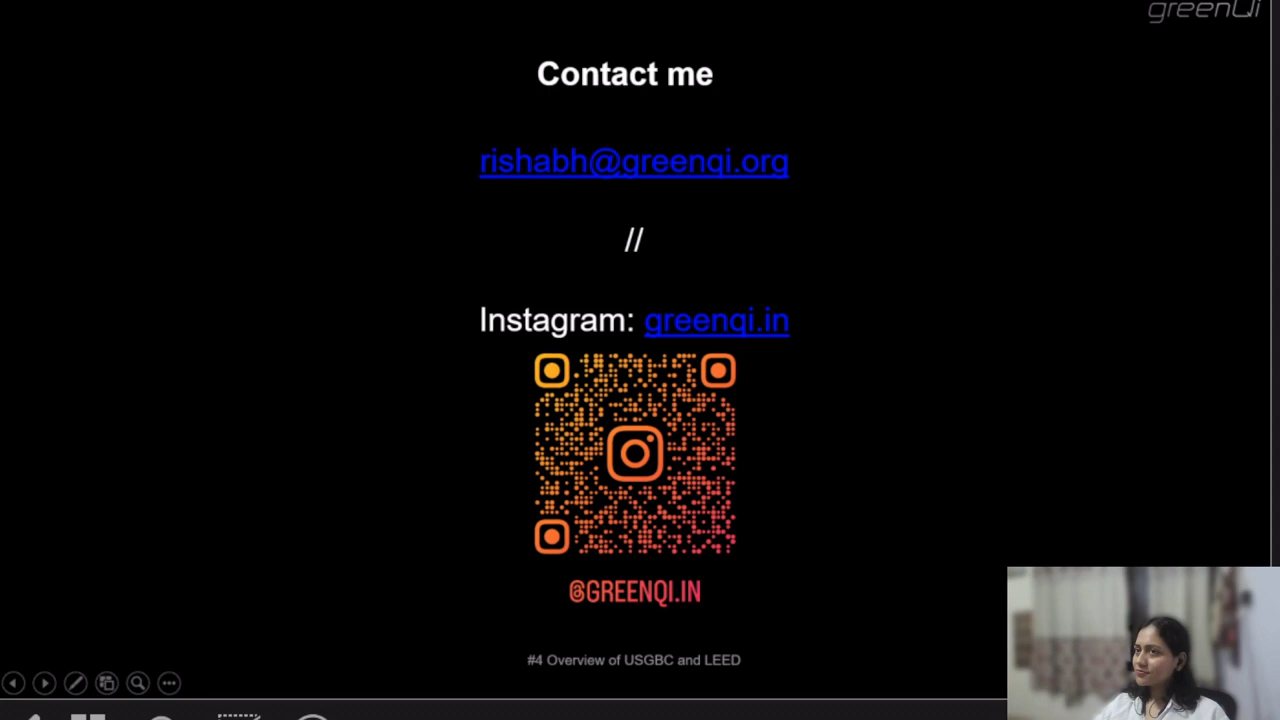 greenQi
Contact me
rishabh@greenqi.org
//
Instagram: greenqi.in
@GREENQI.IN
#4 Overview of USGBC and LEED